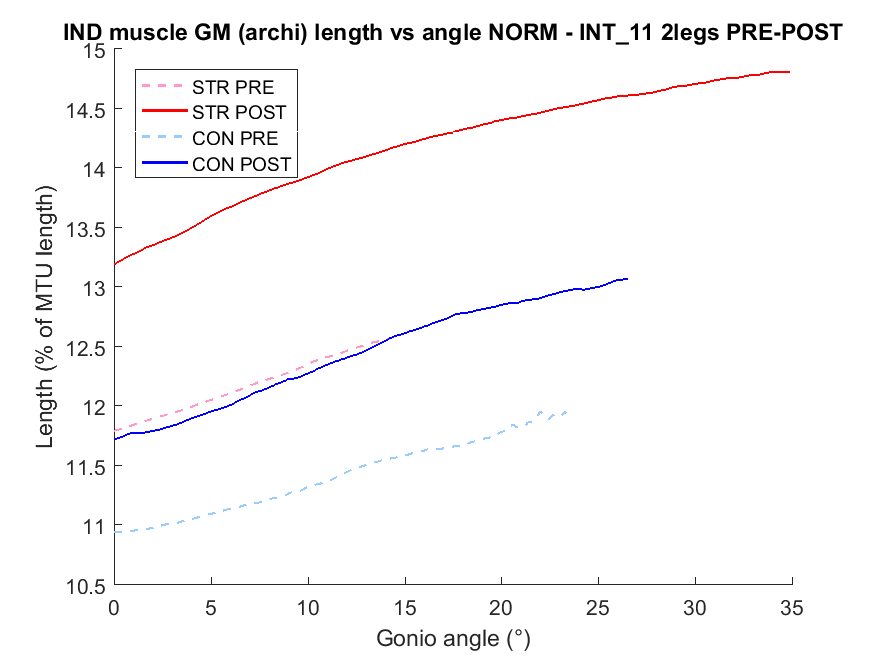 IND muscle GM (archi) length vs angle NORM - INT_11 2legs PRE-POST
STR PRE
STR POST
CON PRE
CON POST
Length (% of MTU length)
15
14.5
14
13.5
13
12.5
12
11.5
11
10.5
0
5
10
15
20
25
30
35
Gonio angle (°)